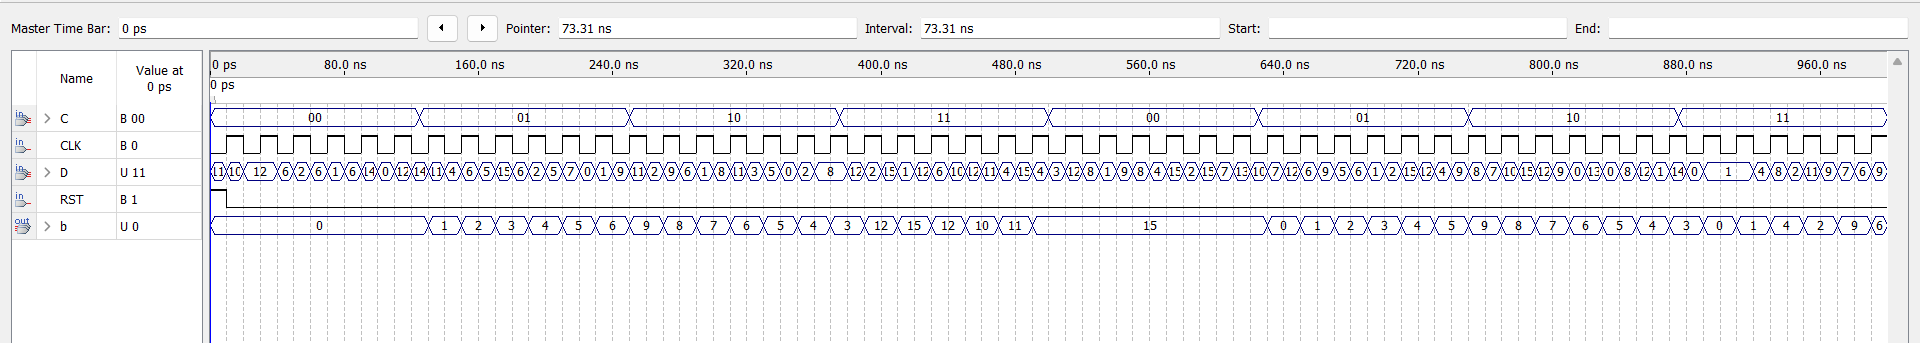 Master Time Bar: 0 ps Pointer: 73.31 ns Interval: 73.31 ns Start: End:
Name Value at 0 ps
0 ps 80.0 ns 160.0 ns 240.0 ns 320.0 ns 400.0 ns 480.0 ns 560.0 ns 640.0 ns 720.0 ns 800.0 ns 880.0 ns 960.0 ns
0 ps
in C B 00 00 01 10 11 00 01 10 11
in CLK B 0
in D U 11 11 10 12 6 2 6 1 6 14 0 12 14 11 4 6 5 15 6 2 5 7 0 1 9 11 2 9 6 1 8 11 3 5 0 2 8 12 2 15 1 12 6 10 12 11 4 15 4 3 12 8 1 9 8 4 15 2 15 7 13 10 7 12 6 9 5 6 1 2 15 12 4 9 8 7 10 15 12 9 0 13 0 8 12 1 14 0 1 4 8 2 11 9 7 6 9
in RST B 1
out b U 0 0 1 2 3 4 5 6 9 8 7 6 5 4 3 12 15 12 10 11 15 0 1 2 3 4 5 9 8 7 6 5 4 3 0 1 4 2 9 6